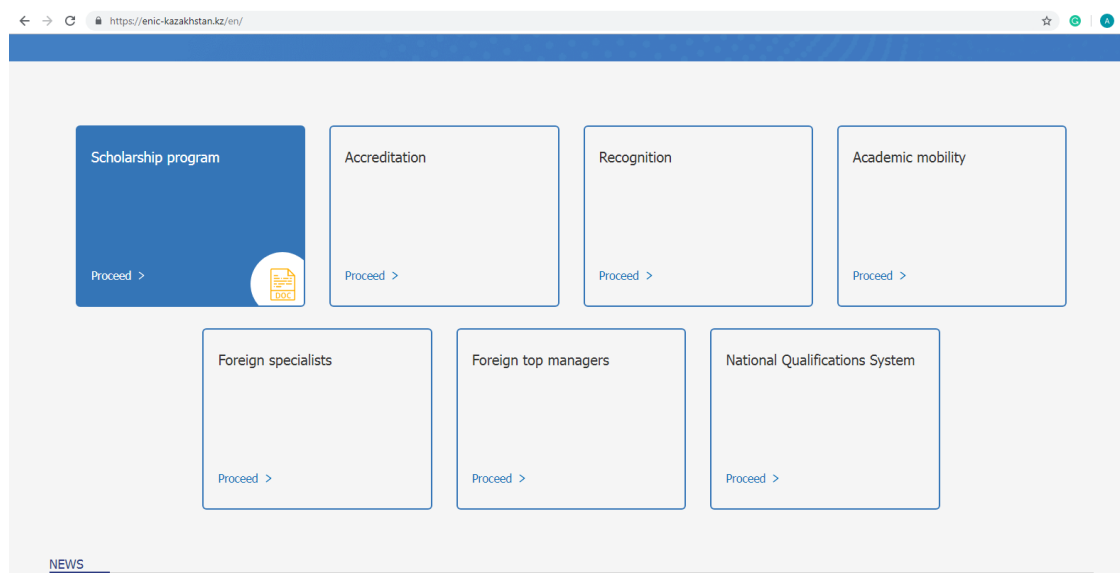 https://enic-kazakhstan.kz/en/
A
Scholarship program
Accreditation
Recognition
Academic mobility
Proceed >
DOC
Proceed >
Proceed >
Proceed >
Foreign specialists
Foreign top managers
National Qualifications System
Proceed >
Proceed >
Proceed >
NEWS